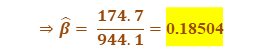 ⇒ β̂ = 174. 7 / 944. 1 = 0.18504